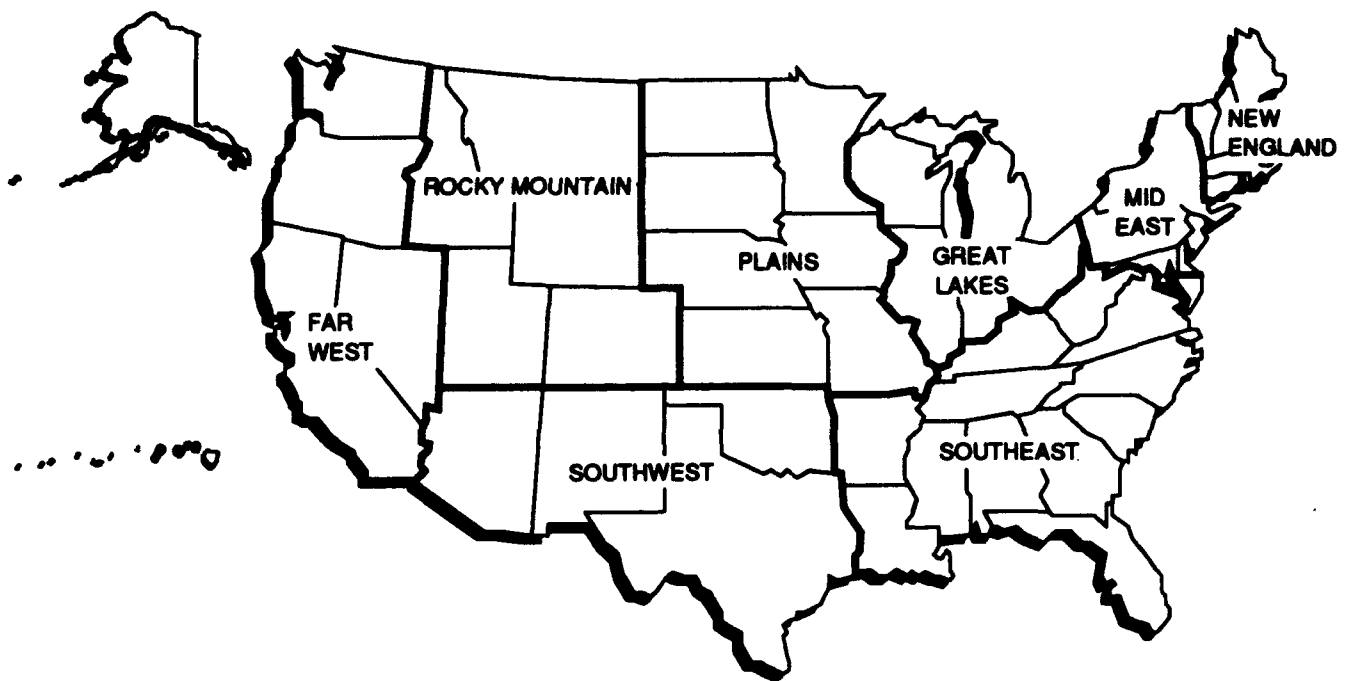 NEW
ENGLAND
ROCKY MOUNTAIN
MID
EAST
PLAINS
GREAT
LAKES
FAR
WEST
SOUTHWEST
SOUTHEAST